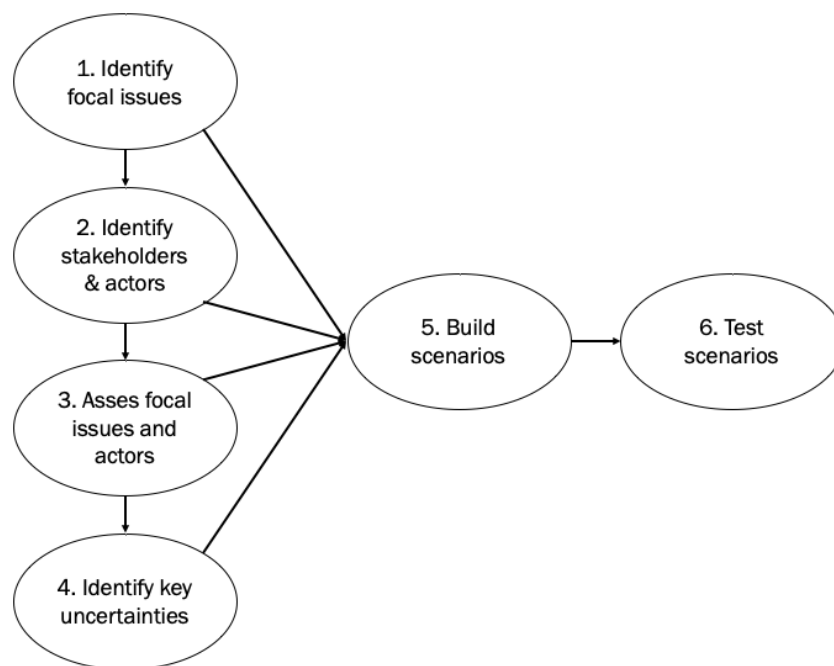 1. Identify
focal issues
2. Identify
stakeholders
& actors
3. Asses focal
issues and
actors
4. Identify key
uncertainties
5. Build
scenarios
6. Test
scenarios